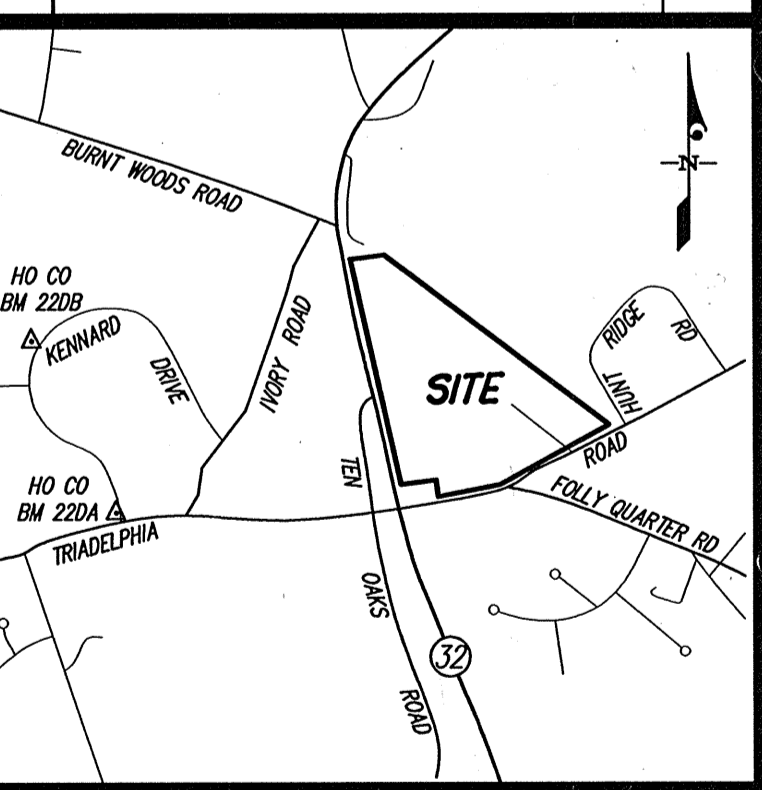 BURNT WOODS ROAD
N
HO CO
BM 22DB
KENNARD
DRIVE
IVORY ROAD
RIDGE
RD
HUNT
SITE
ROAD
TEN
HO CO
BM 22DA
TRIADELPHIA
FOLLY QUARTER RD
OAKS
32
ROAD